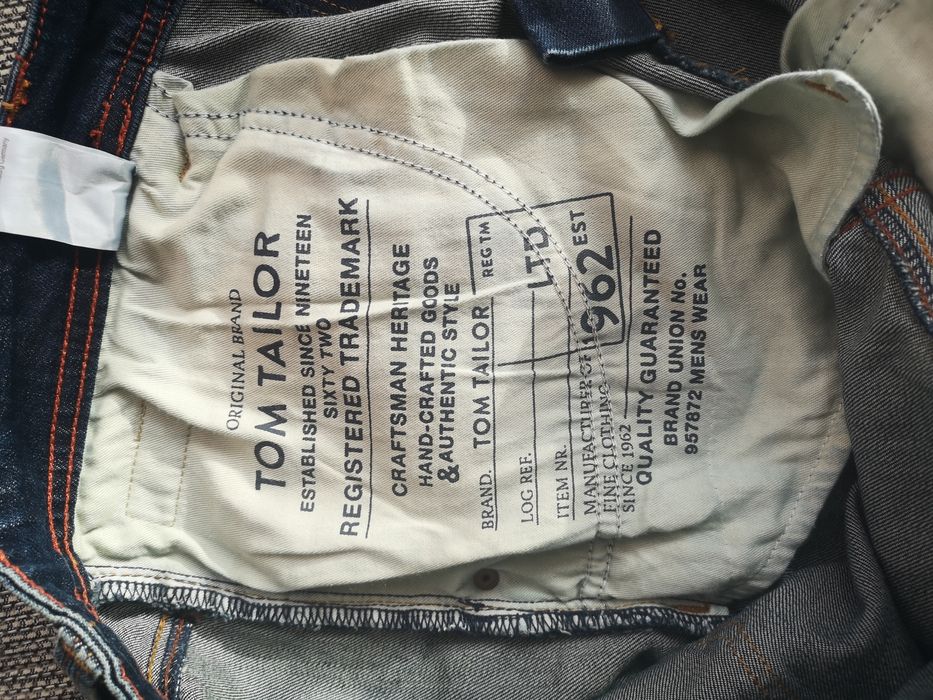 ORIGINAL BRAND
TOM TAILOR
ESTABLISHED SINCE NINETEEN
SIXTY TWO
REGISTERED TRADEMARK
CRAFTSMAN HERITAGE
HAND-CRAFTED GOODS
& AUTHENTIC STYLE
BRAND. TOM TAILOR REG TM
LOG REF. LTD
ITEM NR.
MANUFACTURER OF
FINE CLOTHING 1962 EST
SINCE 1962
QUALITY GUARANTEED
BRAND UNION No.
957872 MENS WEAR